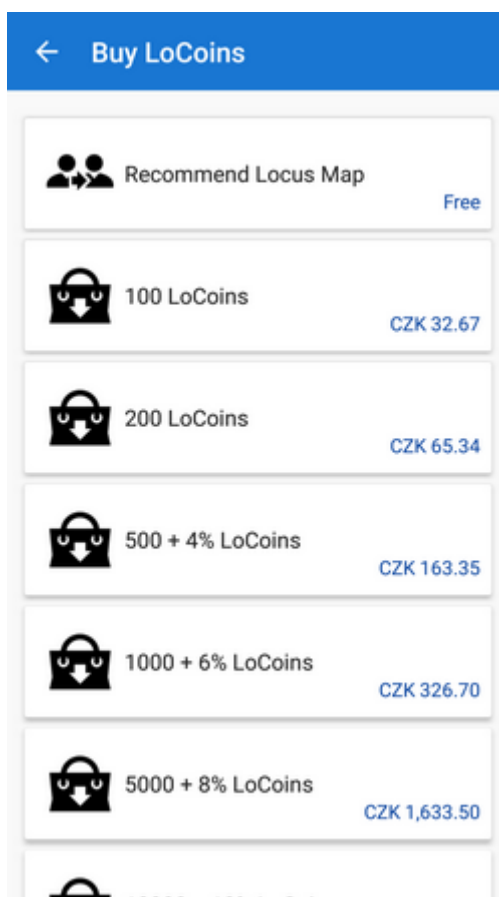 Buy LoCoins
Recommend Locus Map
Free
100 LoCoins
CZK 32.67
200 LoCoins
CZK 65.34
500 + 4% LoCoins
CZK 163.35
1000 + 6% LoCoins
CZK 326.70
5000 + 8% LoCoins
CZK 1,633.50